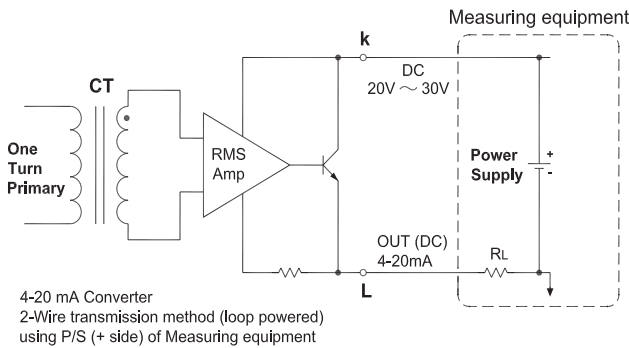 Measuring equipment
k
CT
DC
20V ～ 30V
One
Turn
Primary
RMS
Amp
Power
Supply
+
-
OUT (DC)
4-20mA
RL
L
4-20 mA Converter
2-Wire transmission method (loop powered)
using P/S (+ side) of Measuring equipment